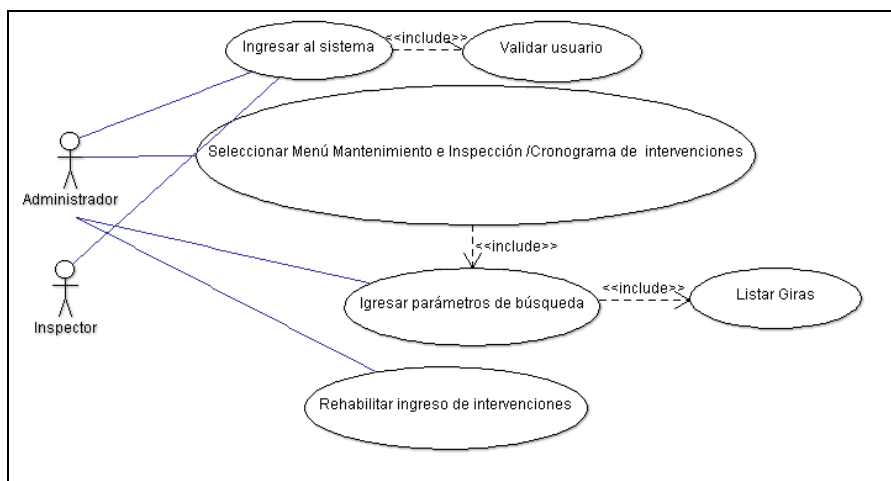 Ingresar al sistema
<<include>>
Validar usuario
Seleccionar Menú Mantenimiento e Inspección /Cronograma de intervenciones
Administrador
<<include>>
Igresar parámetros de búsqueda
<<include>>
Listar Giras
Inspector
Rehabilitar ingreso de intervenciones